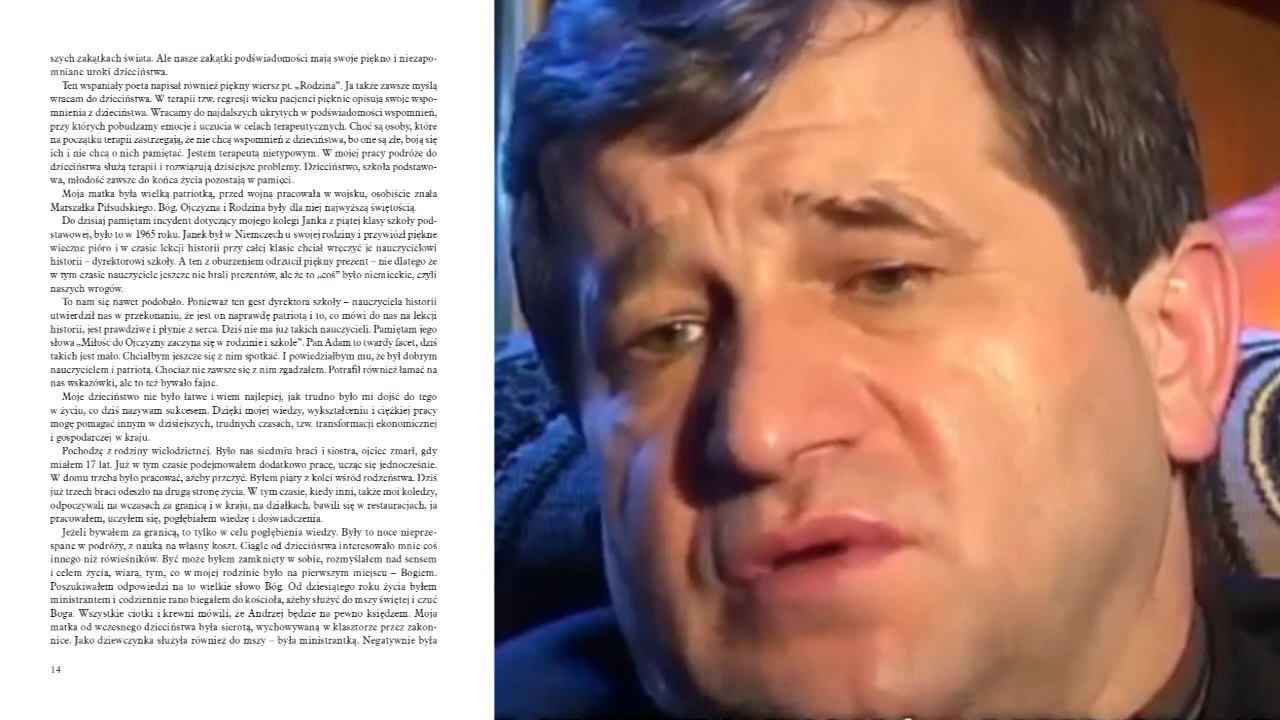 szych zakątkach świata. Ale nasze zakątki podświadomości mają swoje piękno i niezapo-
mniane uroki dzieciństwa.
Ten wspaniały poeta napisał również piękny wiersz pt. „Rodzina”. Ja także zawsze myślą
wracam do dzieciństwa. W terapii tzw. regresji wieku pacjenci pięknie opisują swoje wspo-
mnienia z dzieciństwa. Wracamy do najdalszych ukrytych w podświadomości wspomnień,
przy których pobudzamy emocje i uczucia w celach terapeutycznych. Choć są osoby, które
na początku terapii zastrzegają, że nie chcą wspomnień z dzieciństwa, bo one są złe, boją się
ich i nie chcą o nich pamiętać. Jestem terapeutą nietypowym. W mojej pracy podróże do
dzieciństwa służą terapii i rozwiązują dzisiejsze problemy. Dzieciństwo, szkoła podstawo-
wa, młodość zawsze do końca życia pozostają w pamięci.
Moja matka była wielką patriotką, przed wojną pracowała w wojsku, osobiście znała
Marszałka Piłsudskiego. Bóg, Ojczyzna i Rodzina były dla niej najwyższą świętością.
Do dzisiaj pamiętam incydent dotyczący mojego kolegi Janka z piątej klasy szkoły pod-
stawowej, było to w 1965 roku. Janek był w Niemczech u swojej rodziny i przywiózł piękne
wieczne pióro i w czasie lekcji historii przy całej klasie chciał wręczyć je nauczycielowi
historii – dyrektorowi szkoły. A ten z oburzeniem odrzucił piękny prezent – nie dlatego że
w tym czasie nauczyciele jeszcze nie brali prezentów, ale że to „coś” było niemieckie, czyli
naszych wrogów.
To nam się nawet podobało. Ponieważ ten gest dyrektora szkoły – nauczyciela historii
utwierdził nas w przekonaniu, że jest on naprawdę patriotą i to, co mówi do nas na lekcji
historii, jest prawdziwe i płynie z serca. Dziś nie ma już takich nauczycieli. Pamiętam jego
słowa „Miłość do Ojczyzny zaczyna się w rodzinie i szkole”. Pan Adam to twardy facet, dziś
takich jest mało. Chciałbym jeszcze się z nim spotkać. I powiedziałbym mu, że był dobrym
nauczycielem i patriotą. Chociaż nie zawsze się z nim zgadzałem. Potrafił również łamać na
nas wskazówki, ale to też bywało fajne.
Moje dzieciństwo nie było łatwe i wiem najlepiej, jak trudno było mi dojść do tego
w życiu, co dziś nazywam sukcesem. Dzięki mojej wiedzy, wykształceniu i ciężkiej pracy
mogę pomagać innym w dzisiejszych, trudnych czasach, tzw. transformacji ekonomicznej
i gospodarczej w kraju.
Pochodzę z rodziny wielodzietnej. Było nas siedmiu braci i siostra, ojciec zmarł, gdy
miałem 17 lat. Już w tym czasie podejmowałem dodatkowo pracę, ucząc się jednocześnie.
W domu trzeba było pracować, ażeby przeżyć. Byłem piąty z kolei wśród rodzeństwa. Dziś
już trzech braci odeszło na drugą stronę życia. W tym czasie, kiedy inni, także moi koledzy,
odpoczywali na wczasach za granicą i w kraju, na działkach, bawili się w restauracjach, ja
pracowałem, uczyłem się, pogłębiałem wiedzę i doświadczenia.
Jeżeli bywałem za granicą, to tylko w celu pogłębienia wiedzy. Były to noce nieprze-
spane w podróży, z nauką na własny koszt. Ciągle od dzieciństwa interesowało mnie coś
innego niż rówieśników. Być może byłem zamknięty w sobie, rozmyślałem nad sensem
i celem życia, wiarą, tym, co w mojej rodzinie było na pierwszym miejscu – Bogiem.
Poszukiwałem odpowiedzi na to wielkie słowo Bóg. Od dziesiątego roku życia byłem
ministrantem i codziennie rano biegałem do kościoła, ażeby służyć do mszy świętej i czuć
Boga. Wszystkie ciotki i krewni mówili, że Andrzej będzie na pewno księdzem. Moja
matka od wczesnego dzieciństwa była sierotą, wychowywaną w klasztorze przez zakon-
nice. Jako dziewczynka służyła również do mszy – była ministrantką. Negatywnie była
14